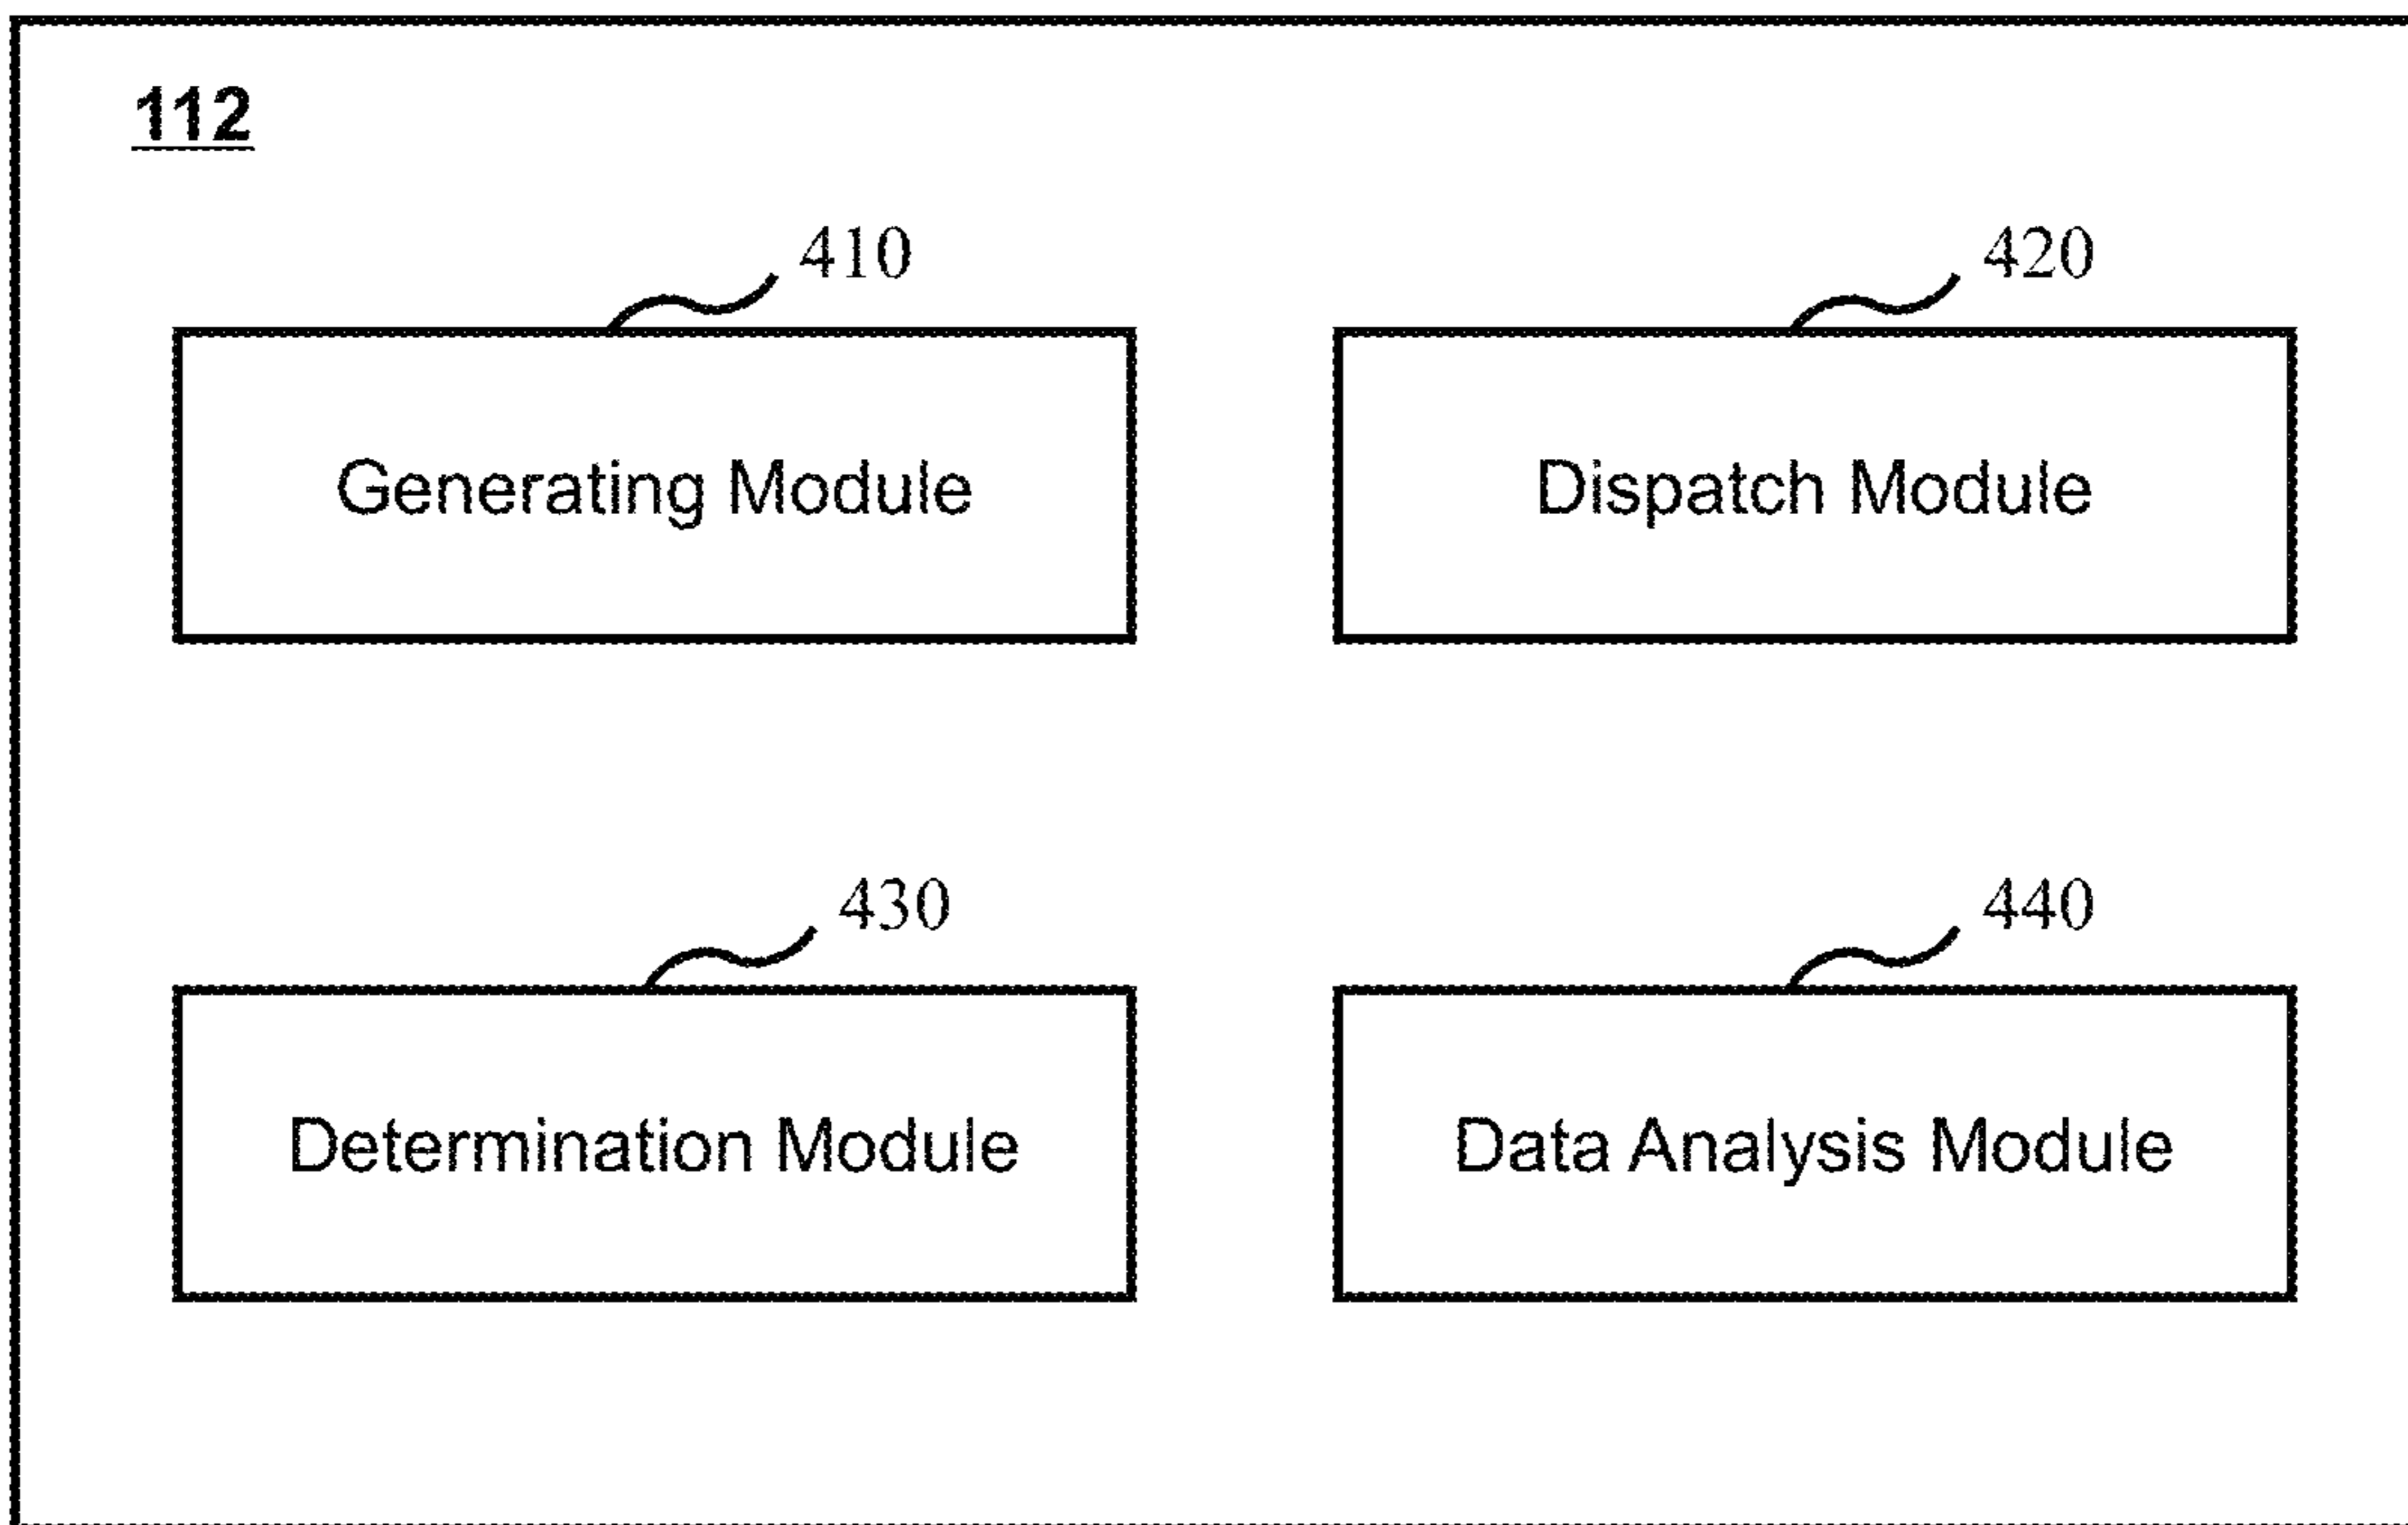 112
410
420
Generating Module
Dispatch Module
430
440
Determination Module
Data Analysis Module